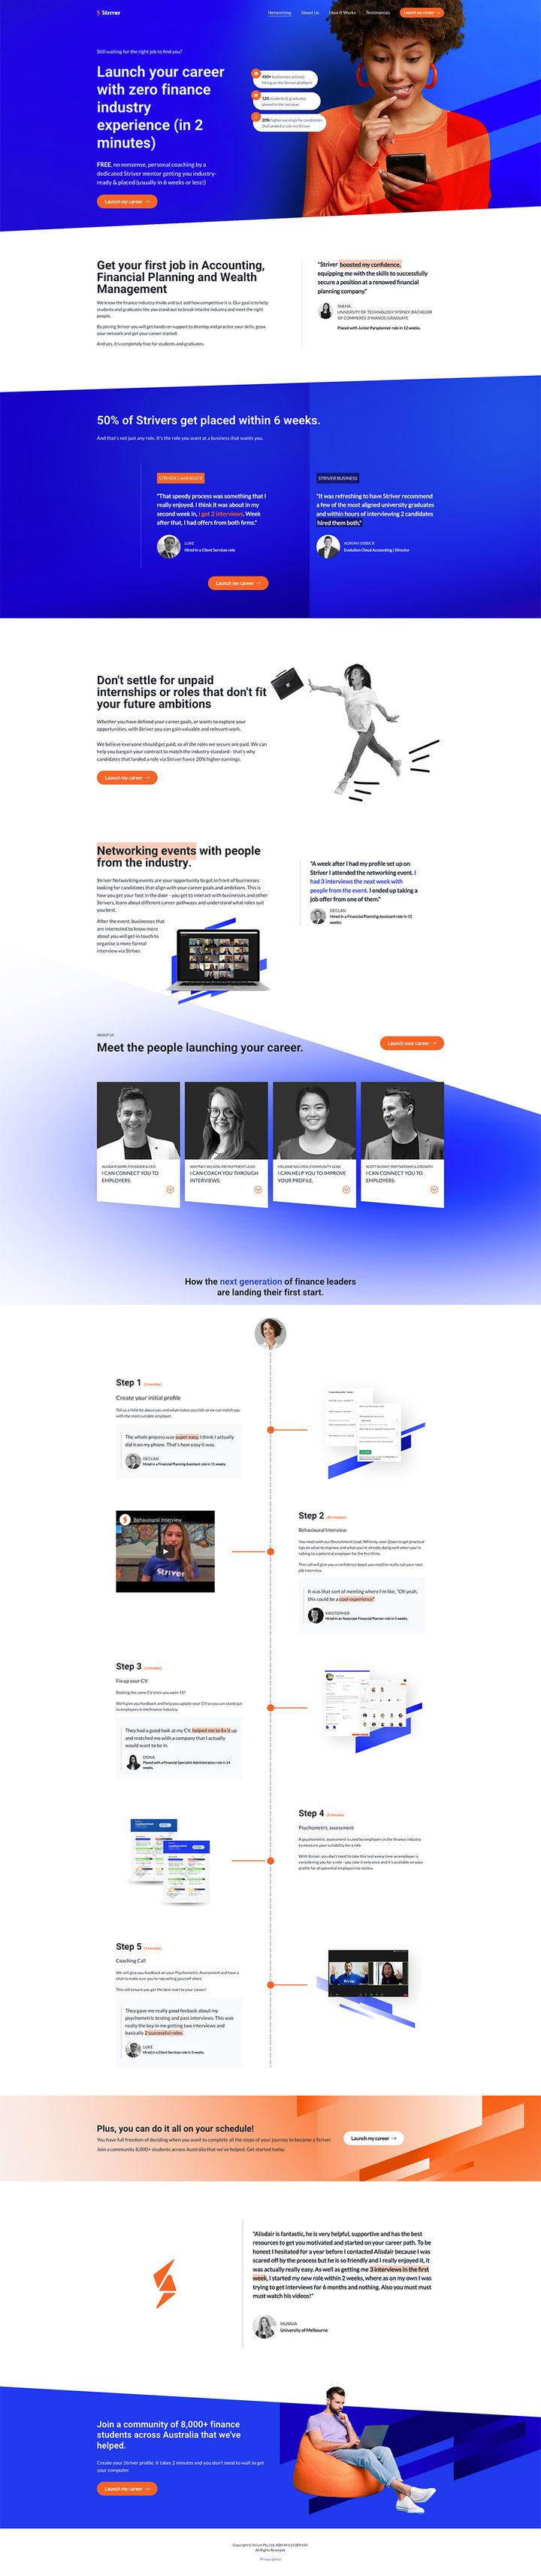 Striver
Networking About Us How It Works Testimonials Launch my career →
Still waiting for the right job to find you?
Launch your career
with zero finance
industry
experience (in 2
minutes)
450+ businesses actively
hiring on the Striver platform
120 students & graduates
placed in the last year
20% higher earnings for candidates
that landed a role via Striver
FREE, no nonsense, personal coaching by a
dedicated Striver mentor getting you industry-
ready & placed (usually in 6 weeks or less!)
Launch my career →
Get your first job in Accounting,
Financial Planning and Wealth
Management
We know the finance industry inside and out and how competitive it is. Our goal is to help
students and graduates like you stand out to break into the industry and meet the right
people.
By joining Striver you will get hands on support to develop and practice your skills, grow
your network and get your career started.
And yes, it's completely free for students and graduates.
"Striver boosted my confidence,
equipping me with the skills to successfully
secure a position at a renowned financial
planning company."
SNEHA
UNIVERSITY OF TECHNOLOGY SYDNEY, BACHELOR
OF COMMERCE (FINANCE) GRADUATE
Placed with Junior Paraplanner role in 12 weeks.
50% of Strivers get placed within 6 weeks.
And that's not just any role. It's the role you want at a business that wants you.
STRIVER CANDIDATE
"That speedy process was something that I
really enjoyed. I think it was about in my
second week in, I got 2 interviews. Week
after that, I had offers from both firms."
LUKE
Hired in a Client Services role
STRIVER BUSINESS
"It was refreshing to have Striver recommend
a few of the most aligned university graduates
and within hours of interviewing 2 candidates
hired them both."
ADRIAN SIBBICK
Evolution Cloud Accounting / Director
Launch my career →
Don't settle for unpaid
internships or roles that don't fit
your future ambitions
Whether you have defined your career goals, or wants to explore your
opportunities, with Striver you can gain valuable and relevant work.
We believe everyone should get paid, so all the roles we secure are paid. We can
help you bargain your contract to match the industry standard - that's why
candidates that landed a role via Striver havce 20% higher earnings.
Launch my career →
Networking events with people
from the industry.
Striver Networking events are your opportunity to get in front of businesses
looking for candidates that align with your career goals and ambitions. This is
how you get your foot in the door - you get to interact with businesses and other
Strivers, learn about different career pathways and understand what roles suit
you best.
After the event, businesses that
are interested to know more
about you will get in touch to
organise a more formal
interview via Striver.
"A week after I had my profile set up on
Striver I attended the networking event. I
had 3 interviews the next week with
people from the event. I ended up taking a
job offer from one of them."
DECLAN
Hired in a Financial Planning Assistant role in 11
weeks.
ABOUT US
Meet the people launching your career.
Launch your career →
ALISDAIR BARR, FOUNDER & CEO
I CAN CONNECT YOU TO
EMPLOYERS.
WHITNEY WILSON, RECRUITMENT LEAD
I CAN COACH YOU THROUGH
INTERVIEWS.
MELANIE NGUYEN, COMMUNITY LEAD
I CAN HELP YOU TO IMPROVE
YOUR PROFILE.
I CAN CONNECT YOU TO
EMPLOYERS.
How the next generation of finance leaders
are landing their first start.
Step 1 (2 minutes)
Create your initial profile
Tell us a little bit about you and what job you are looking for so we can match you
with the most suitable employer.
The whole process was super easy, I think I actually
did it on my phone. That's how easy it was.
DECLAN
Hired in a Financial Planning Assistant role in 11 weeks.
Behavioural Interview
Striver
Step 2
Behavioural Interview
You meet with our Recruitment Lead, Whitney, over Zoom to get practical
tips on what to improve and what you're already doing well when you're
talking to a potential employer for the first time.
This call will give you a confidence boost you need to really nail your next
job interview.
It was that sort of meeting where I'm like, "Oh yeah,
this could be a cool experience"
KRISTOPHER
Hired in an Associate Financial Planner role in 5 weeks.
Step 3
Fix up your CV
Rocking the same CV since you were 15?
We'll give you feedback and help you update your CV so you can stand out
to employers in the finance industry.
They had a good look at my CV, helped me to fix it up
and matched me with a company that I actually
would want to be in.
DONA
Placed with a Financial Specialist Administration role in 14
weeks.
Step 4
Psychometric assessment
A psychometric assessment is used by employers in the finance industry
to measure your suitability for a role.
With Striver, you don't need to take this test every time an employer is
considering you for a role - you take it only once and it's available on your
profile for all potential employers to review.
Step 5
Coaching Call
We will give you feedback on your Psychometric Assessment and have a
chat to make sure you're not selling yourself short.
This will ensure you get the best start to your career!
They gave me really good feeback about my
psychometric testing and past interviews. This was
really the key in me getting two interviews and
basically 2 successful roles.
LUKE
Hired in a Client Services role in 3 weeks.
Plus, you can do it all on your schedule!
You have full freedom of deciding when you want to complete all the steps of your journey to become a Striver.
Join a community 8,000+ students across Australia that we've helped. Get started today.
Launch my career →
"Alisdair is fantastic, he is very helpful, supportive and has the best
resources to get you motivated and started on your career path. To be
honest I hesitated for a year before I contacted Alisdair because I was
scared off by the process but he is so friendly and I really enjoyed it, it
was actually really easy. As well as getting me 3 interviews in the first
week, I started my new role within 2 weeks, where as on my own I was
trying to get interviews for 6 months and nothing. Also you must must
must watch his videos!"
HUSNIA
University of Melbourne
Join a community of 8,000+ finance
students across Australia that we've
helped.
Create your Striver profile. It takes 2 minutes and you don't need to wait to get
your computer.
Launch my career →
All Rights Reserved.
Privacy policy